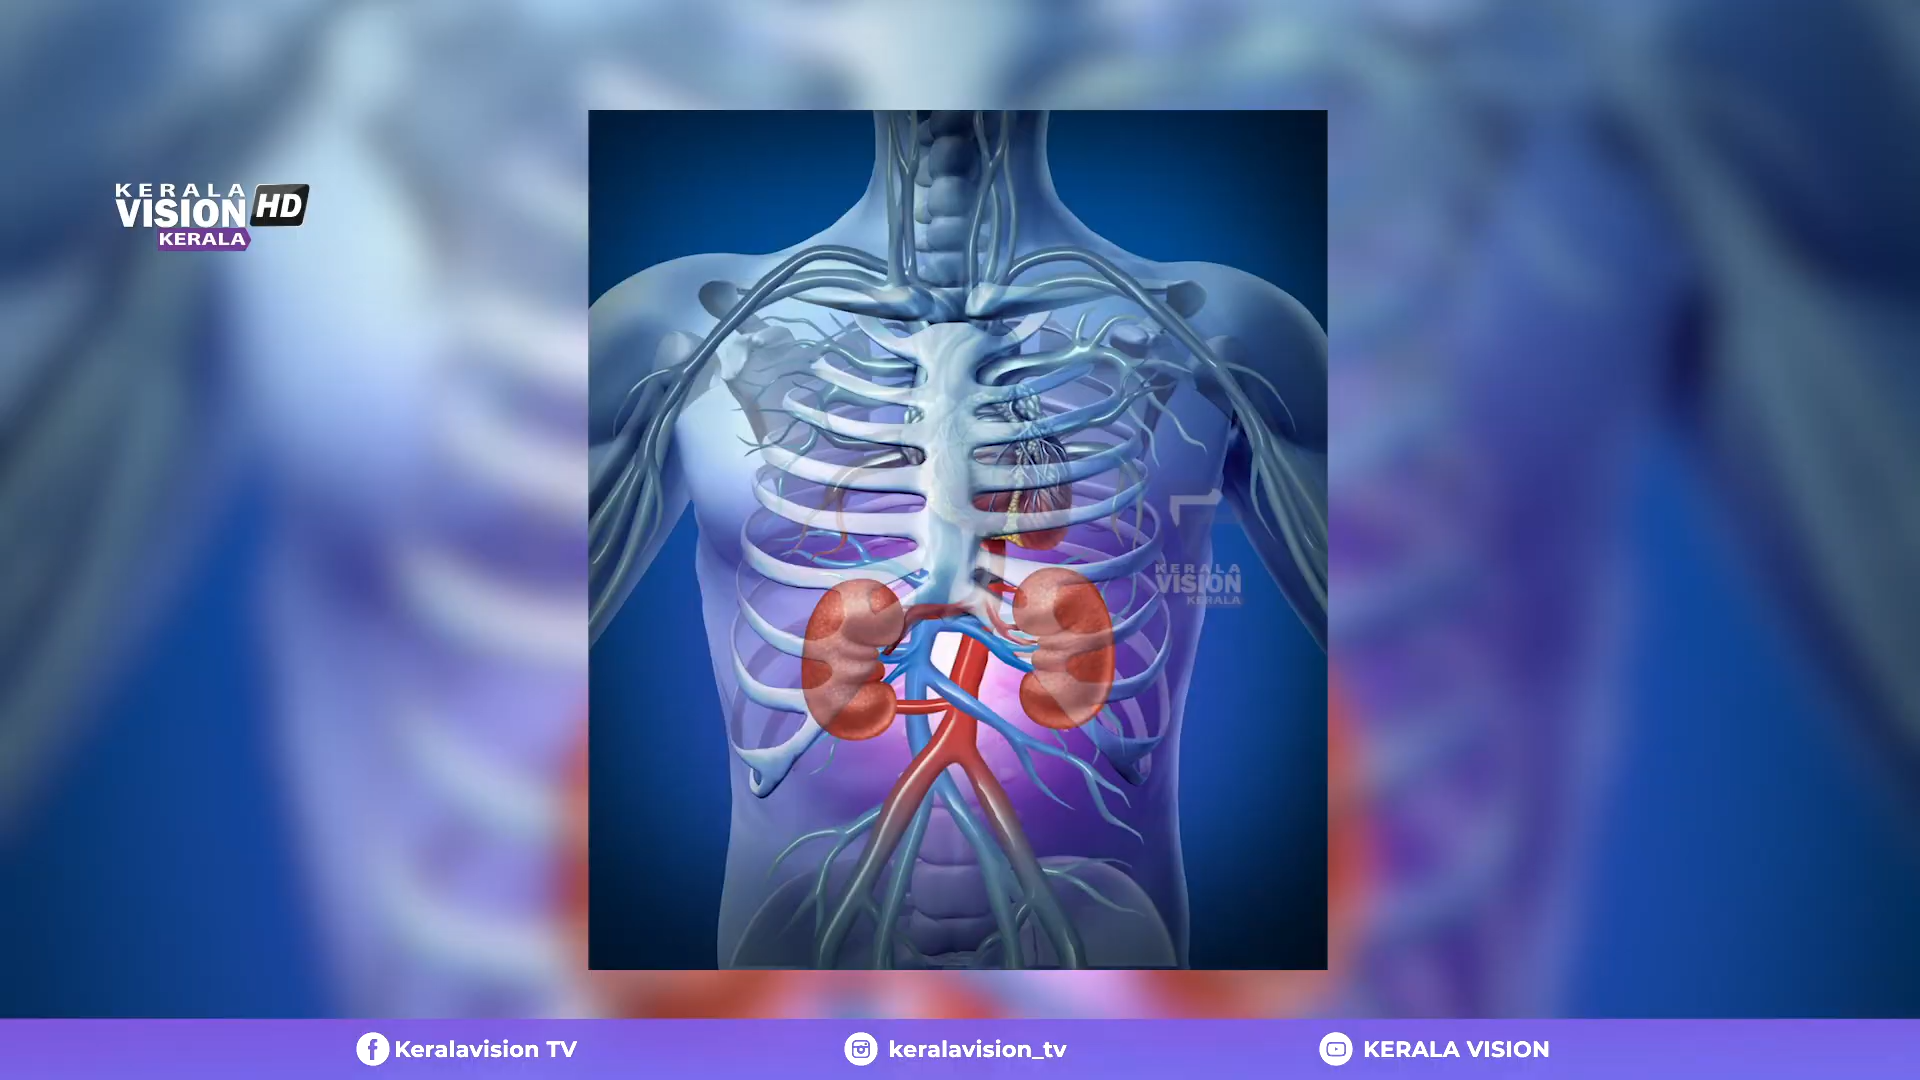 KERALA
VISION HD
KERALA
KERALA
VISION
KERALA
Keralavision TV
keralavision_tv
KERALA VISION